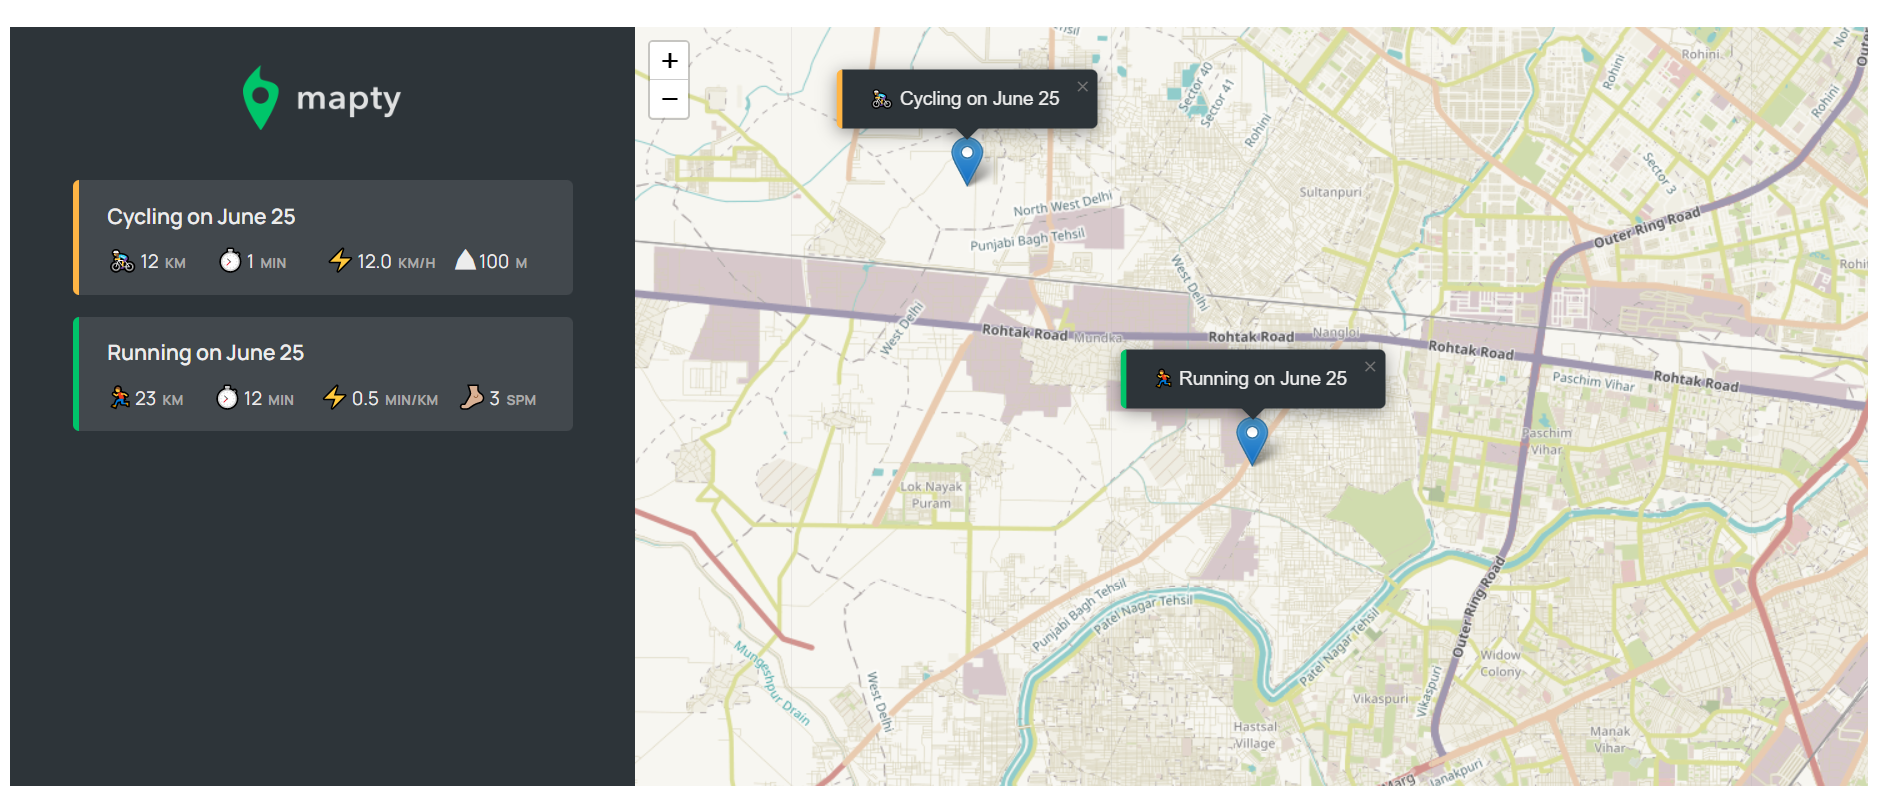 mapty
Cycling on June 25
12 KM 1 MIN 12.0 KM/H 100 M
Running on June 25
23 KM 12 MIN 0.5 MIN/KM 3 SPM
+
−
Cycling on June 25 ×
Running on June 25 ×
Sector 40
Sector 41
Rohini
Rohini
Rohini
Rohini
Rohini
Sector 3
Outer Ring Road
Sultanpuri
North West Delhi
Punjabi Bagh Tehsil
West Delhi
West Delhi
Rohtak Road
Mundka
Rohtak Road
Nangloi
Rohtak Road
Paschim Vihar
Rohtak Road
Paschim
Vihar
Lok Nayak
Puram
Punjabi Bagh Tehsil
Patel Nagar Tehsil
Patel Nagar Tehsil
Outer Ring Road
Mungeshpur Drain
West Delhi
Widow
Colony
Vikaspuri
Vikaspuri
Hastsal
Village
Manak
Vihar
Marg
Janakpuri